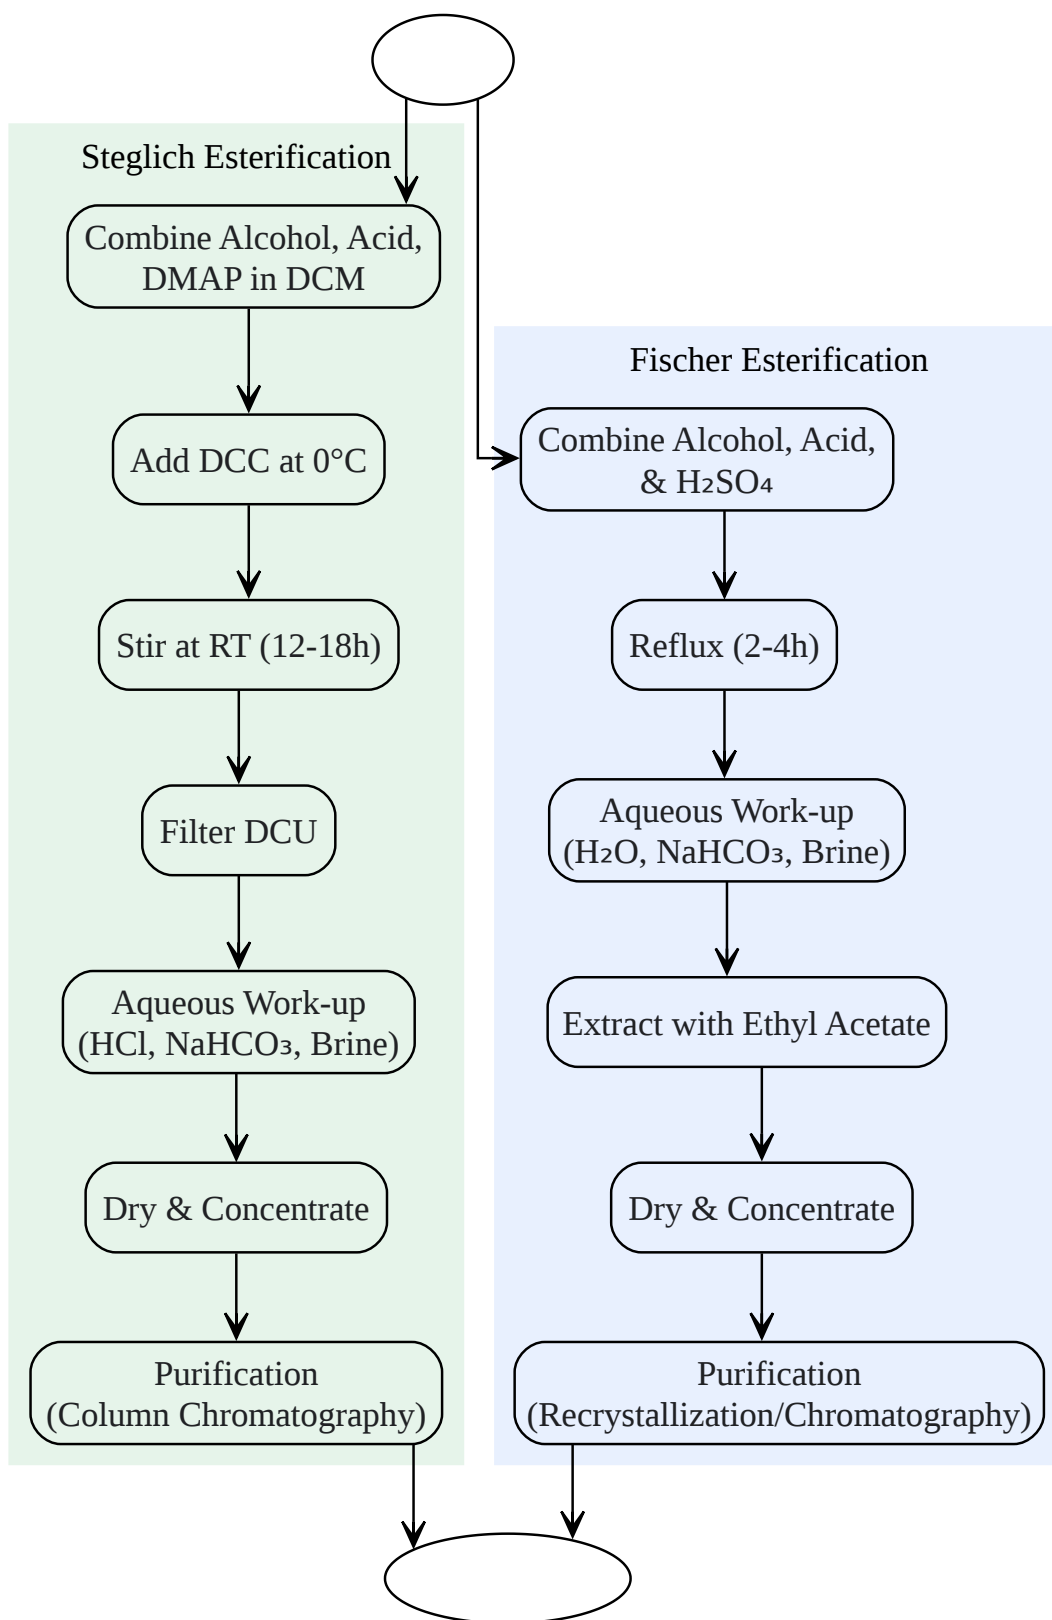 Steglich Esterification
Combine Alcohol, Acid,
DMAP in DCM
Add DCC at 0°C
Stir at RT (12-18h)
Filter DCU
Aqueous Work-up
(HCl, NaHCO₃, Brine)
Dry & Concentrate
Purification
(Column Chromatography)
Fischer Esterification
Combine Alcohol, Acid,
& H₂SO₄
Reflux (2-4h)
Aqueous Work-up
(H₂O, NaHCO₃, Brine)
Extract with Ethyl Acetate
Dry & Concentrate
Purification
(Recrystallization/Chromatography)